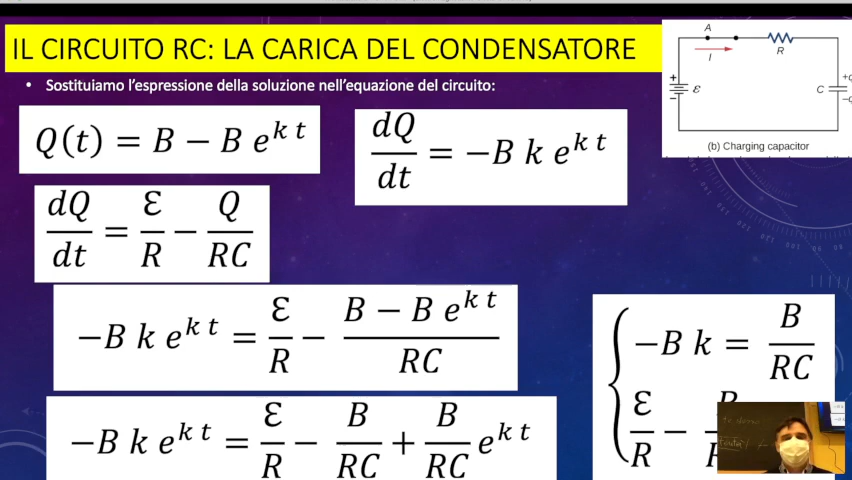 IL CIRCUITO RC: LA CARICA DEL CONDENSATORE
• Sostituiamo l'espressione della soluzione nell'equazione del circuito:
Q(t) = B − B e^{k t}
dQ/dt = −B k e^{k t}
dQ/dt = Ɛ/R − Q/RC
−B k e^{k t} = Ɛ/R − (B − B e^{k t})/RC
−B k e^{k t} = Ɛ/R − B/RC + B/RC e^{k t}
−B k = B/RC
Ɛ/R −
A
I
R
+
ε
−
C
+q
−q
(b) Charging capacitor